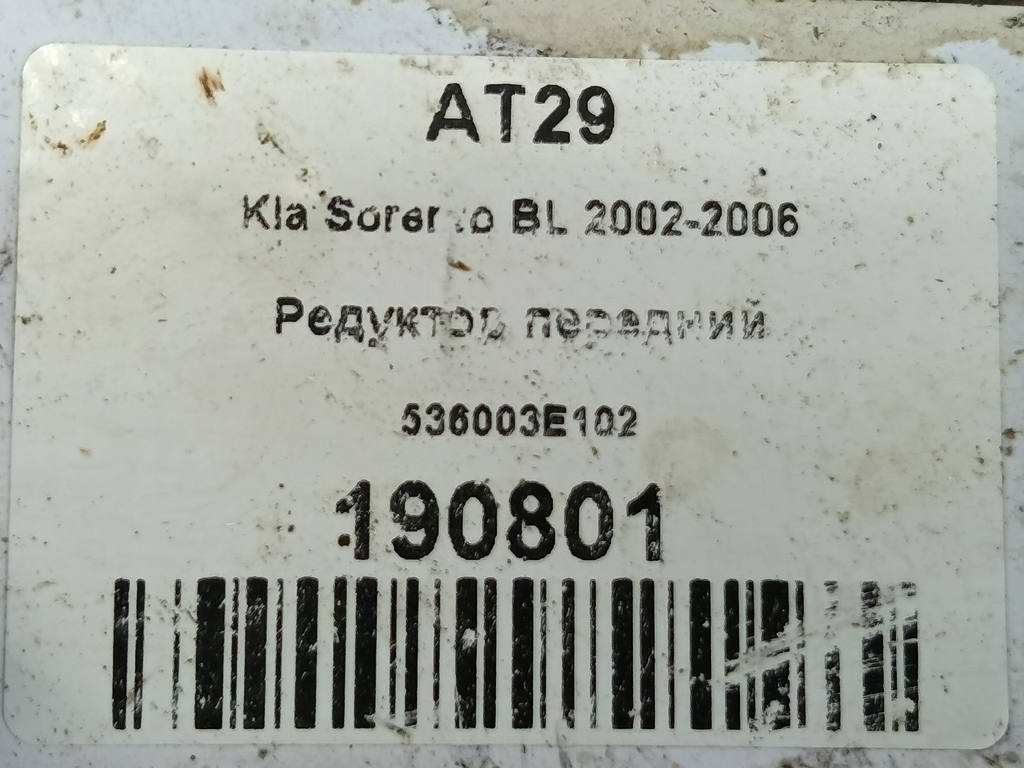 AT29
Kia Sorento BL 2002-2006
Редуктор передний
536003E102
190801